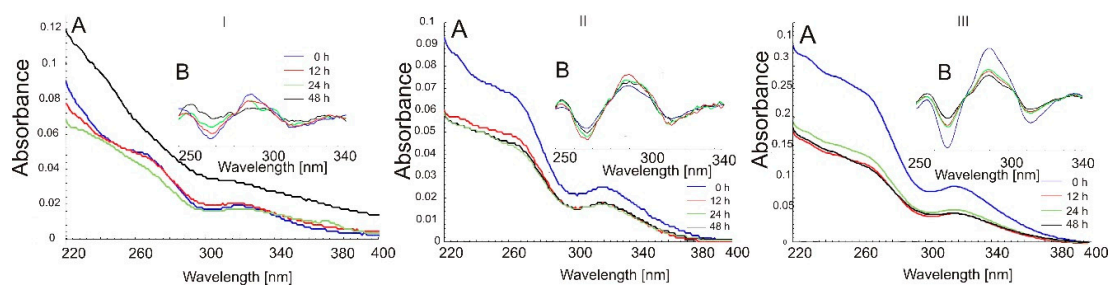 I
A
0.12
0.1
0.08
0.06
0.04
0.02
0
Absorbance
B
0 h
12 h
24 h
48 h
250 300 340
Wavelength [nm]
220 260 300 340 400
Wavelength [nm]
II
A
0.1
0.09
0.08
0.07
0.06
0.05
0.04
0.03
0.02
0.01
0
Absorbance
B
250 300 340
Wavelength [nm]
0 h
12 h
24 h
48 h
220 260 300 340 400
Wavelength [nm]
III
A
0.3
0.3
0.25
0.20
0.15
0.1
0.05
0
Absorbance
B
250 300 340
Wavelength [nm]
0 h
12 h
24 h
48 h
220 260 300 340 400
Wavelength [nm]